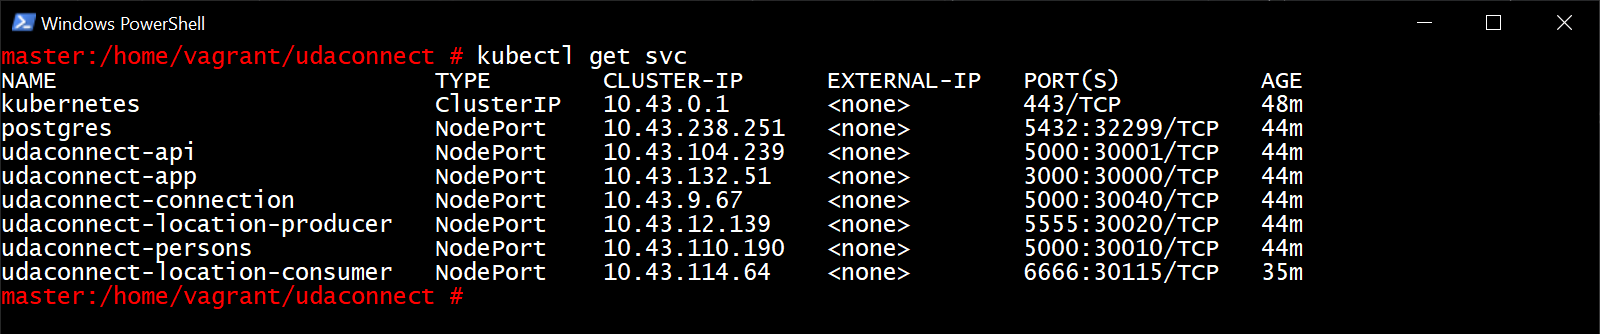 Windows PowerShell
master:/home/vagrant/udaconnect # kubectl get svc
NAME                           TYPE        CLUSTER-IP      EXTERNAL-IP   PORT(S)          AGE
kubernetes                     ClusterIP   10.43.0.1       <none>        443/TCP          48m
postgres                       NodePort    10.43.238.251   <none>        5432:32299/TCP   44m
udaconnect-api                 NodePort    10.43.104.239   <none>        5000:30001/TCP   44m
udaconnect-app                 NodePort    10.43.132.51    <none>        3000:30000/TCP   44m
udaconnect-connection          NodePort    10.43.9.67      <none>        5000:30040/TCP   44m
udaconnect-location-producer   NodePort    10.43.12.139    <none>        5555:30020/TCP   44m
udaconnect-persons             NodePort    10.43.110.190   <none>        5000:30010/TCP   44m
udaconnect-location-consumer   NodePort    10.43.114.64    <none>        6666:30115/TCP   35m
master:/home/vagrant/udaconnect #